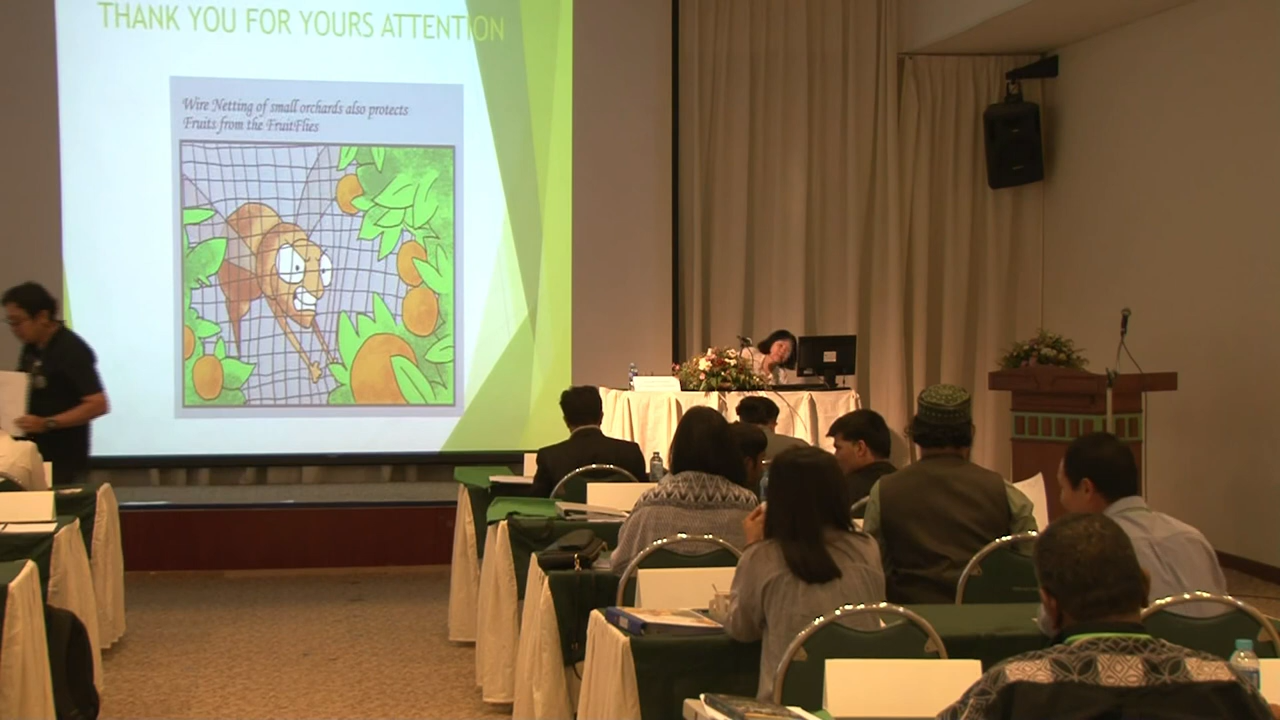 THANK YOU FOR YOURS ATTENTION
Wire Netting of small orchards also protects
Fruits from the FruitFlies